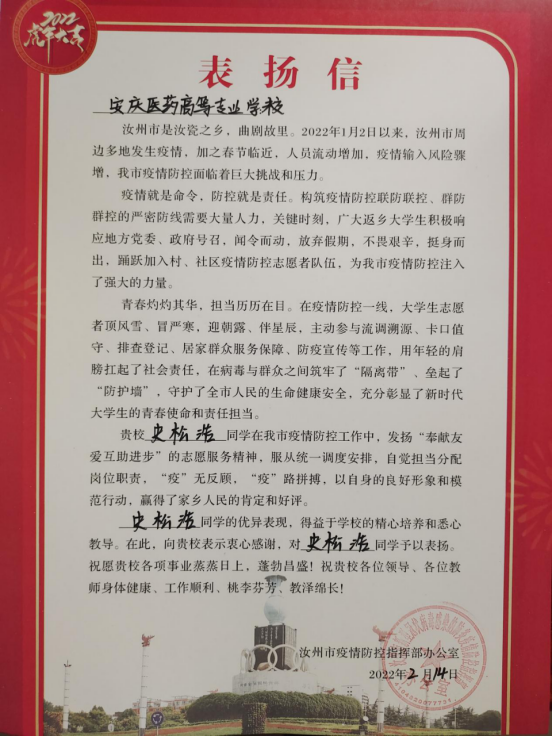 2022
虎年大吉
表扬信
安庆医药高等专业学校
汝州市是汝瓷之乡，曲剧故里。2022年1月2日以来，汝州市周
边多地发生疫情，加之春节临近，人员流动增加，疫情输入风险骤
增，我市疫情防控面临着巨大挑战和压力。
疫情就是命令，防控就是责任。构筑疫情防控联防联控、群防
群控的严密防线需要大量人力，关键时刻，广大返乡大学生积极响
应地方党委、政府号召，闻令而动，放弃假期，不畏艰辛，挺身而
出，踊跃加入村、社区疫情防控志愿者队伍，为我市疫情防控注入
了强大的力量。
青春灼灼其华，担当历历在目。在疫情防控一线，大学生志愿
者顶风雪、冒严寒，迎朝露、伴星辰，主动参与流调溯源、卡口值
守、排查登记、居家群众服务保障、防疫宣传等工作，用年轻的肩
膀扛起了社会责任，在病毒与群众之间筑牢了“隔离带”、垒起了
“防护墙”，守护了全市人民的生命健康安全，充分彰显了新时代
大学生的青春使命和责任担当。
贵校 史松浩 同学在我市疫情防控工作中，发扬“奉献友
爱互助进步”的志愿服务精神，服从统一调度安排，自觉担当分配
岗位职责，“疫”无反顾，“疫”路拼搏，以自身的良好形象和模
范行动，赢得了家乡人民的肯定和好评。
史松浩 同学的优异表现，得益于学校的精心培养和悉心
教导。在此，向贵校表示衷心感谢，对 史松浩 同学予以表扬。
祝愿贵校各项事业蒸蒸日上，蓬勃昌盛！祝贵校各位领导、各位教
师身体健康、工作顺利、桃李芬芳、教泽绵长！
汝州市疫情防控指挥部办公室
2022年2月14日